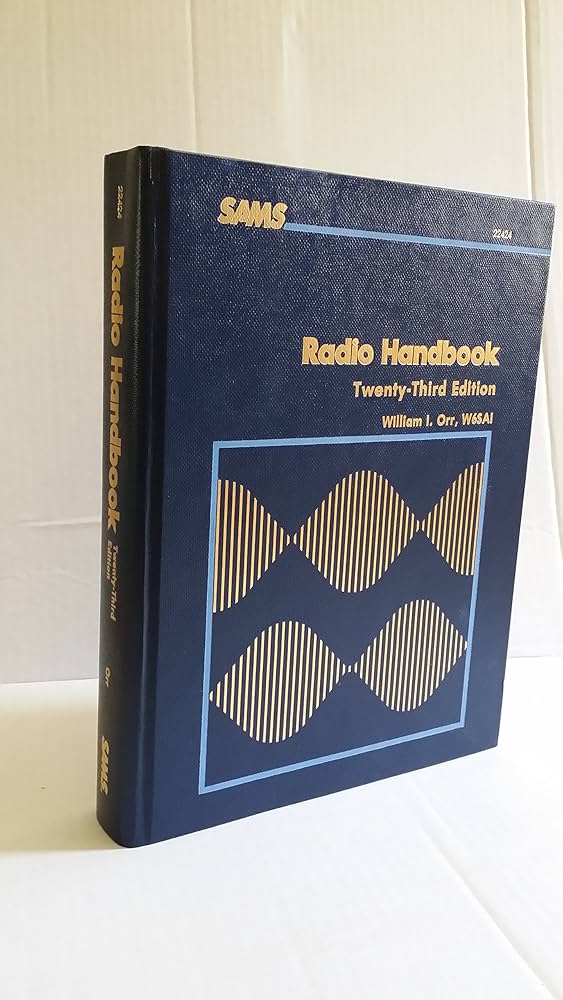 SAMS
22424
Radio Handbook
Twenty-Third Edition
William I. Orr, W6SAI
22424
Radio Handbook
Twenty-Third
Edition
Orr
SAMS